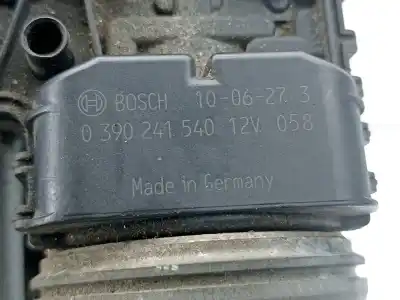 BOSCH 10-06-27 3
0 390 241 540 12V 058
Made in Germany